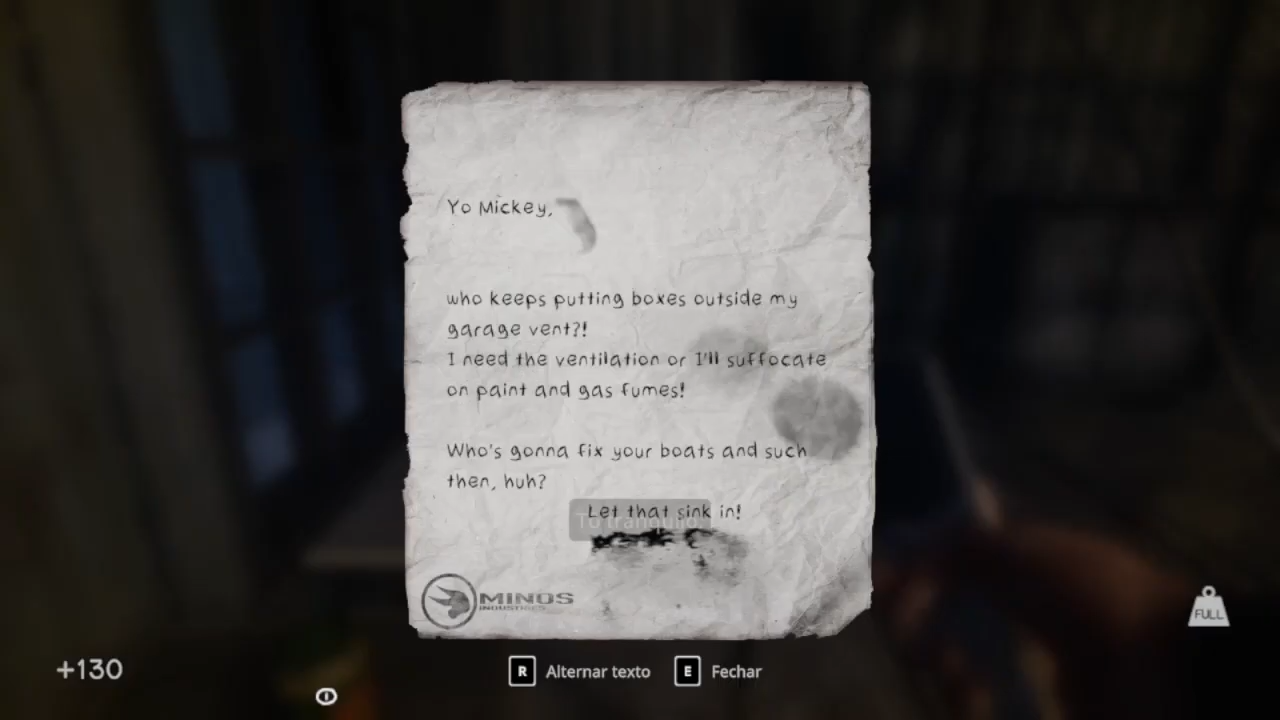 Yo Mickey,
who keeps putting boxes outside my
garage vent?!
I need the ventilation or I'll suffocate
on paint and gas fumes!
Who's gonna fix your boats and such
then, huh?
Let that sink in!
MINOS
INDUSTRIES
FULL
+130
R Alternar texto E Fechar